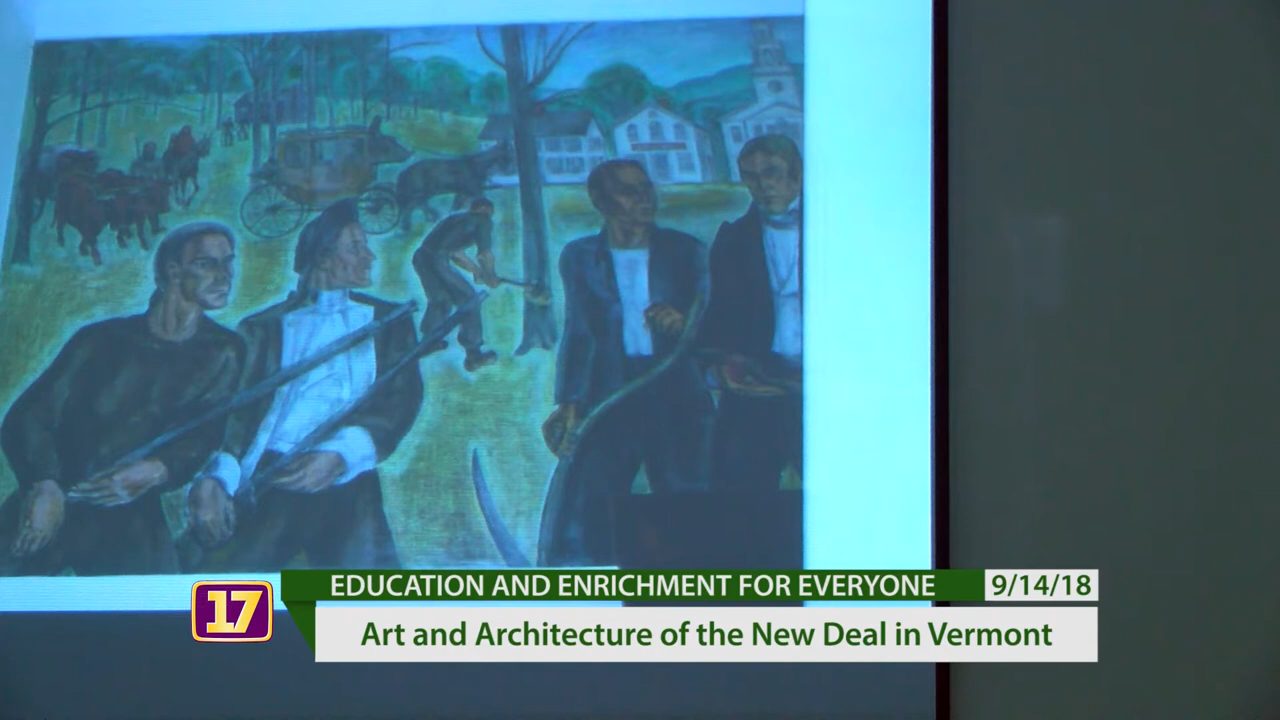 EDUCATION AND ENRICHMENT FOR EVERYONE
9/14/18
17
Art and Architecture of the New Deal in Vermont